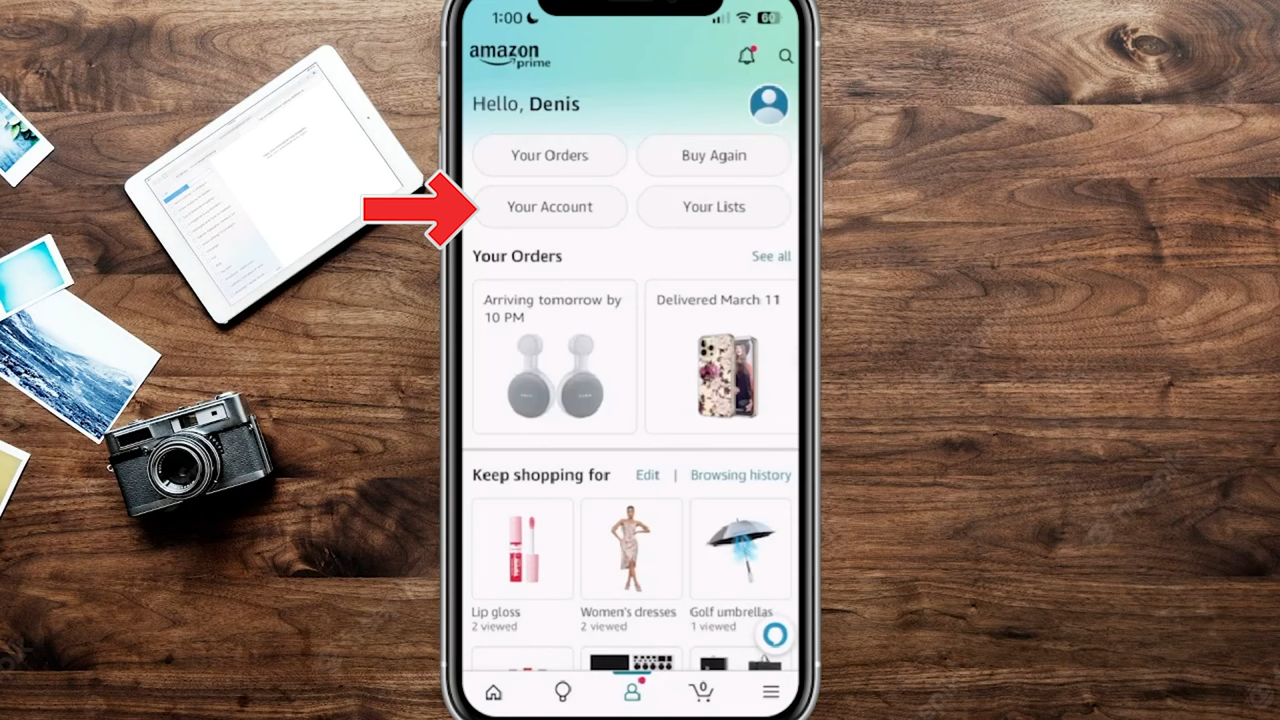 1:00
60
amazon
prime
Hello, Denis
Your Orders
Buy Again
Your Account
Your Lists
Your Orders
See all
Arriving tomorrow by
10 PM
Delivered March 11
Keep shopping for
Edit | Browsing history
Lip gloss
2 viewed
Women's dresses
2 viewed
Golf umbrellas
1 viewed
0